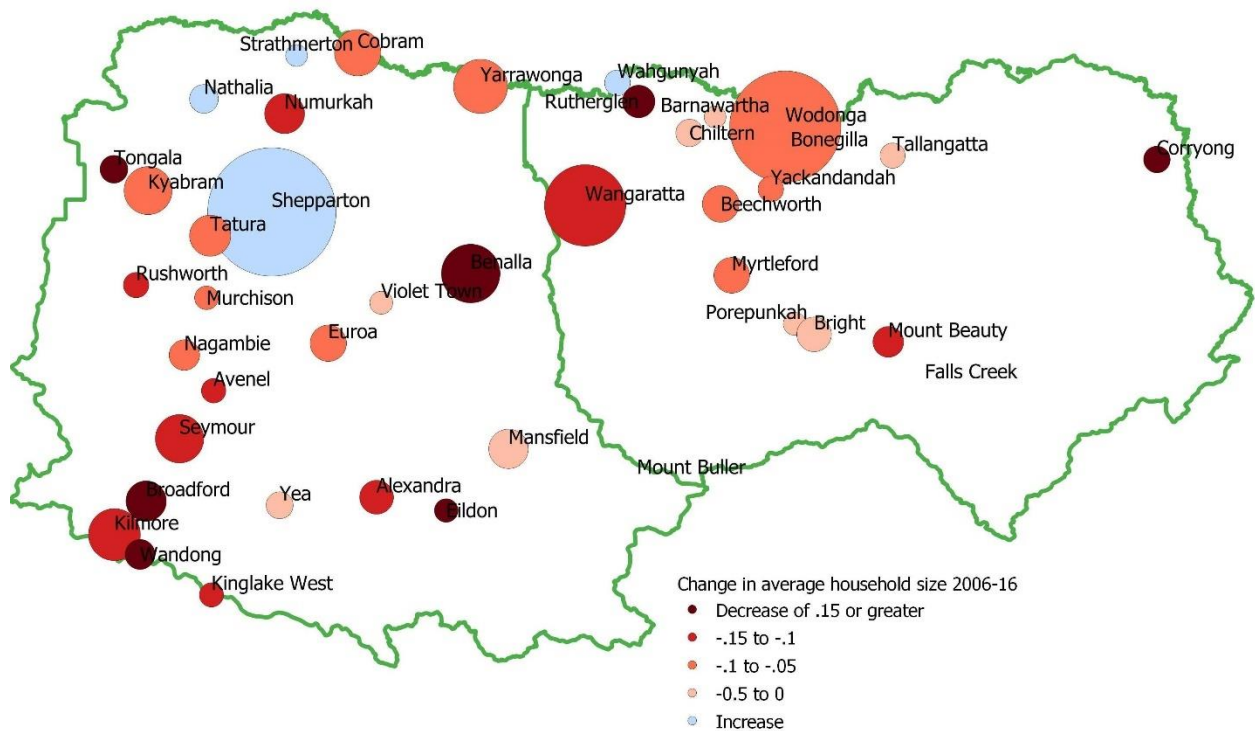 Strathmerton
Cobram
Nathalia
Numurkah
Yarrawonga
Wahgunyah
Rutherglen
Barnawartha
Chiltern
Wodonga
Bonegilla
Tallangatta
Corryong
Tongala
Kyabram
Shepparton
Tatura
Wangaratta
Yackandandah
Beechworth
Rushworth
Murchison
Violet Town
Benalla
Myrtleford
Nagambie
Euroa
Porepunkah
Bright
Mount Beauty
Falls Creek
Avenel
Seymour
Mansfield
Mount Buller
Broadford
Yea
Alexandra
Eildon
Kilmore
Wandong
Kinglake West
Change in average household size 2006-16
Decrease of .15 or greater
-.15 to -.1
-.1 to -.05
-0.5 to 0
Increase